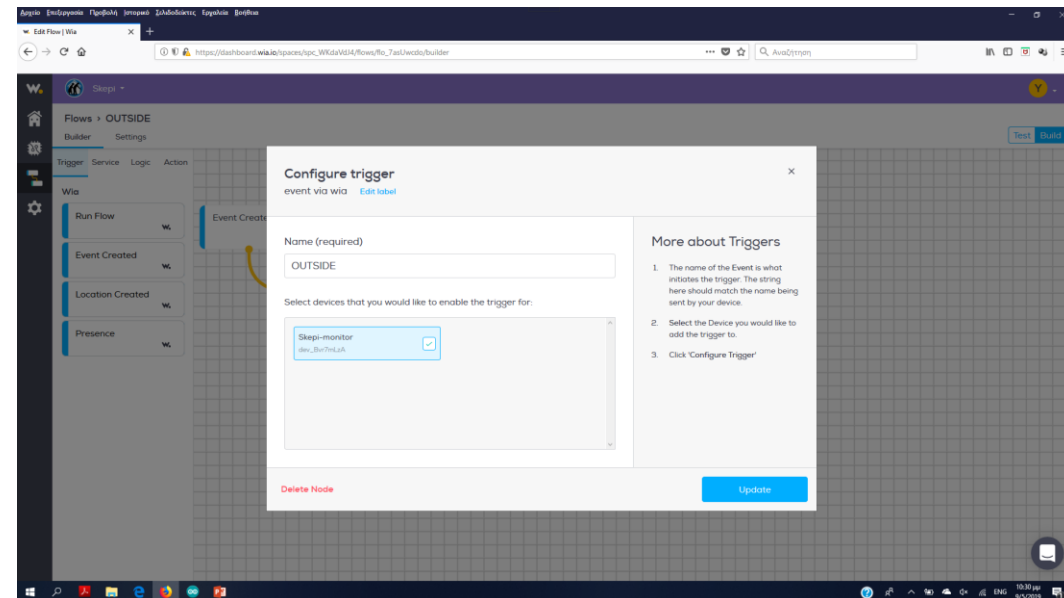 Αρχείο Επεξεργασία Προβολή Ιστορικό Σελιδοδείκτες Εργαλεία Βοήθεια
w. Edit Flow | Wia
https://dashboard.wia.io/spaces/spc_WKdaVdJ4/flows/flo_7asUwcdo/builder
Αναζήτηση
w.
Skepi
Y
Flows > OUTSIDE
Builder Settings
Test Build
Trigger Service Logic Action
Wia
Run Flow
w.
Event Created
w.
Location Created
w.
Presence
w.
Event Create
Configure trigger
event via wia Edit label
Name (required)
OUTSIDE
Select devices that you would like to enable the trigger for:
Skepi-monitor
More about Triggers
1. The name of the Event is what
initiates the trigger. The string
here should match the name being
sent by your device.
2. Select the Device you would like to
add the trigger to.
3. Click 'Configure Trigger'
Delete Node
Update
ENG
10:30 μμ
9/5/2019